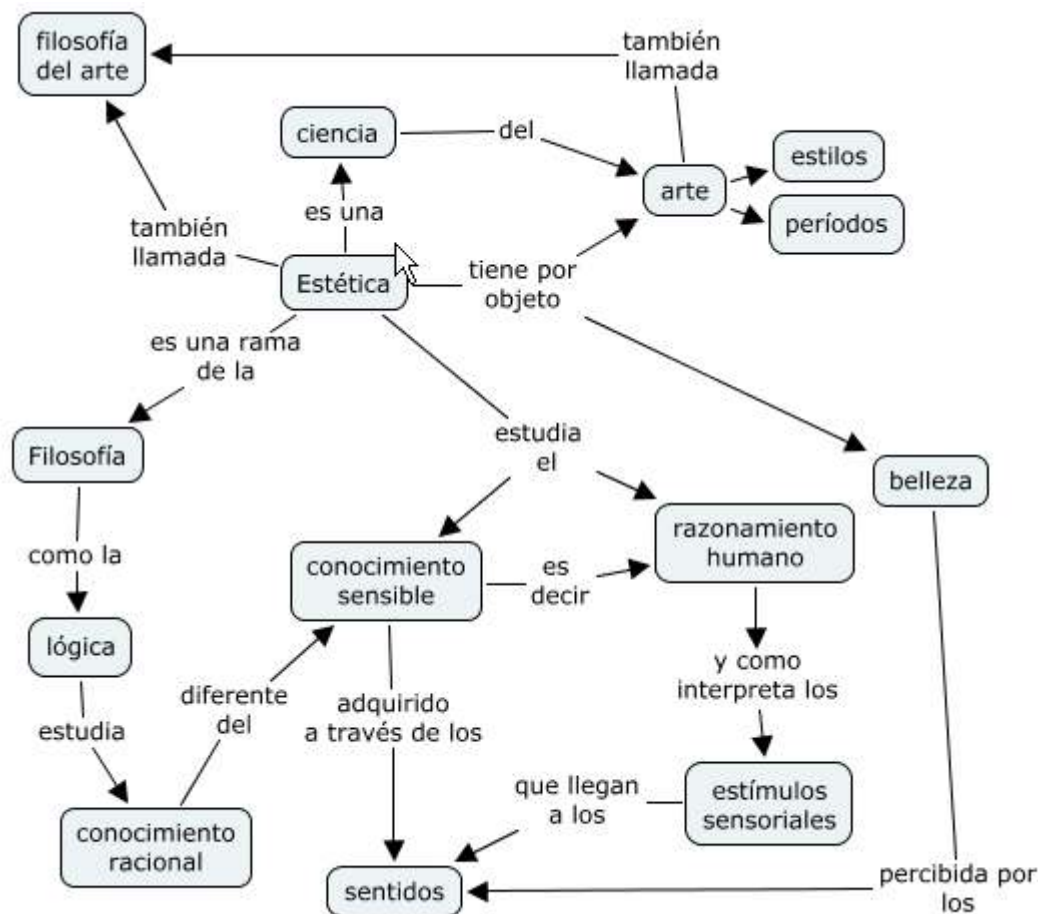 filosofía
del arte
también
llamada
ciencia
del
estilos
arte
es una
períodos
también
llamada
Estética
tiene por
objeto
es una rama
de la
estudia
el
Filosofía
belleza
razonamiento
humano
como la
conocimiento
sensible
es
decir
lógica
y como
interpreta los
diferente
del
adquirido
a través de los
estudia
que llegan
a los
estímulos
sensoriales
conocimiento
racional
sentidos
percibida por
los